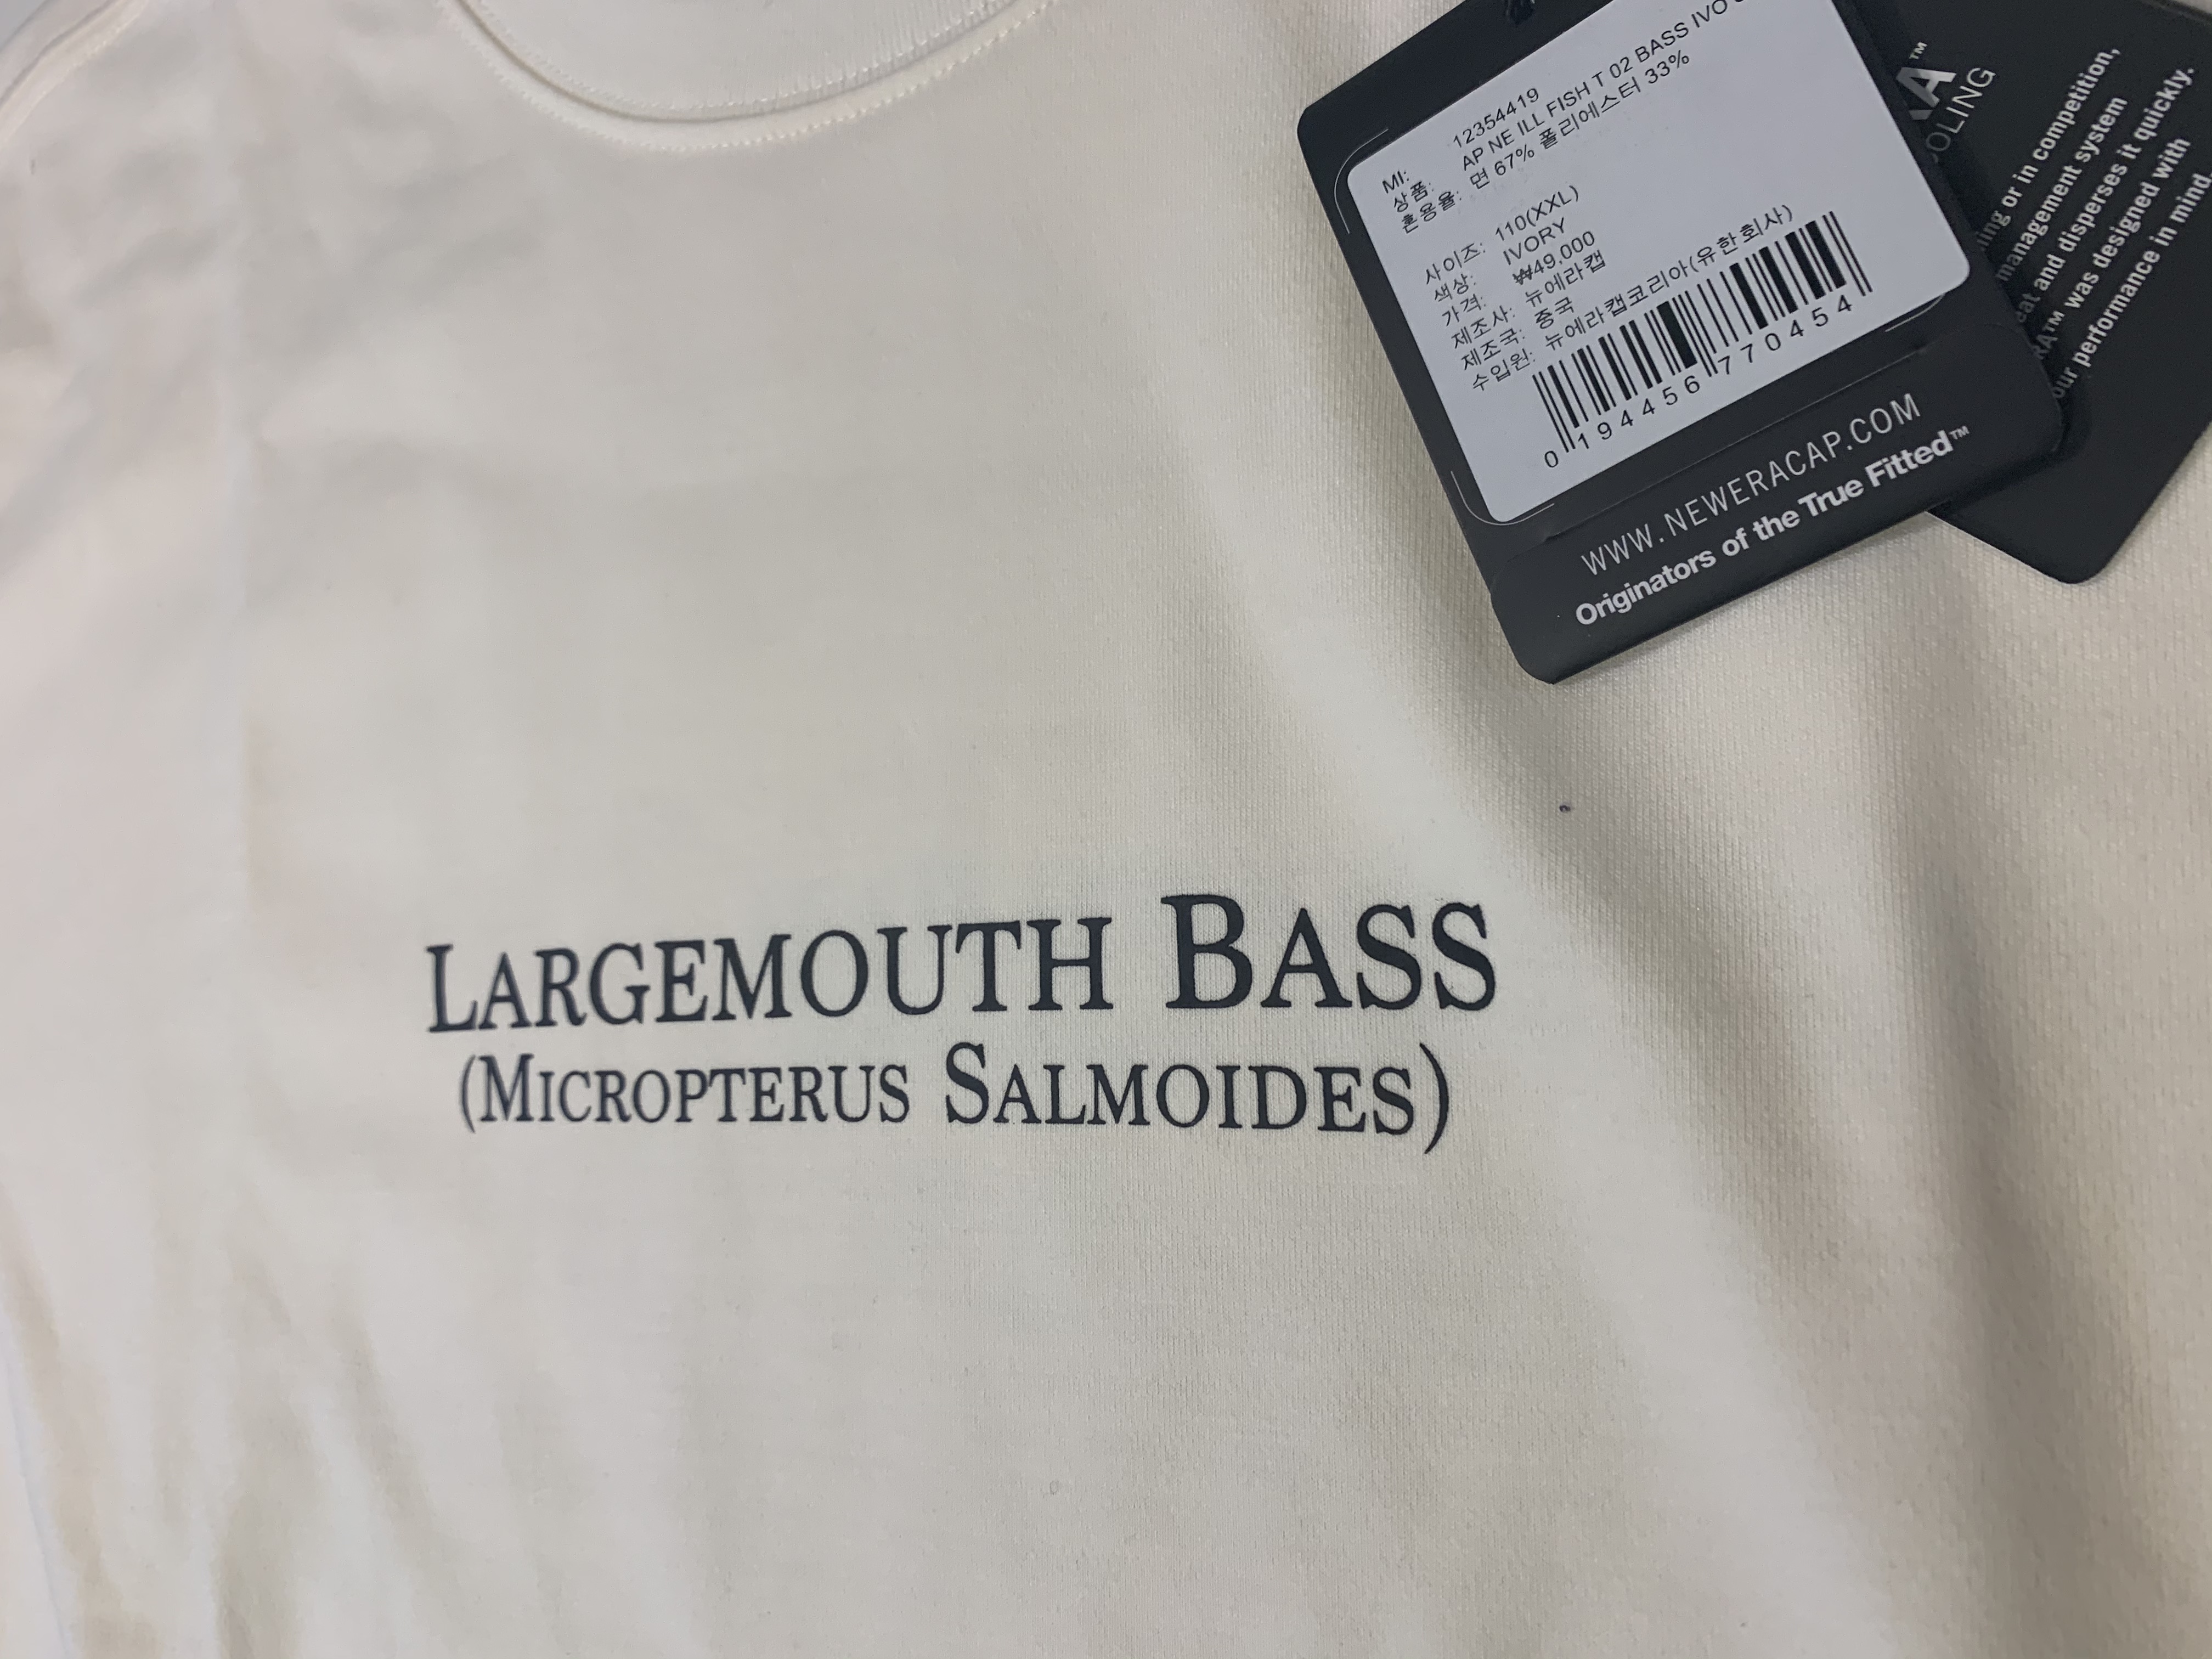 MI: 12354419
상품: AP NE ILL FISH T 02 BASS IVO
혼용율: 면 67% 폴리에스터 33%
사이즈: 110(XXL)
색상: IVORY
가격: ₩49,000
제조사: 뉴에라캡
제조국: 중국
수입원: 뉴에라캡코리아(유한회사)
0 194456 770454
WWW.NEWERACAP.COM
Originators of the True Fitted™
or in competition,
management system
and disperses it quickly.
was designed with
performance in mind.
LARGEMOUTH BASS
(MICROPTERUS SALMOIDES)